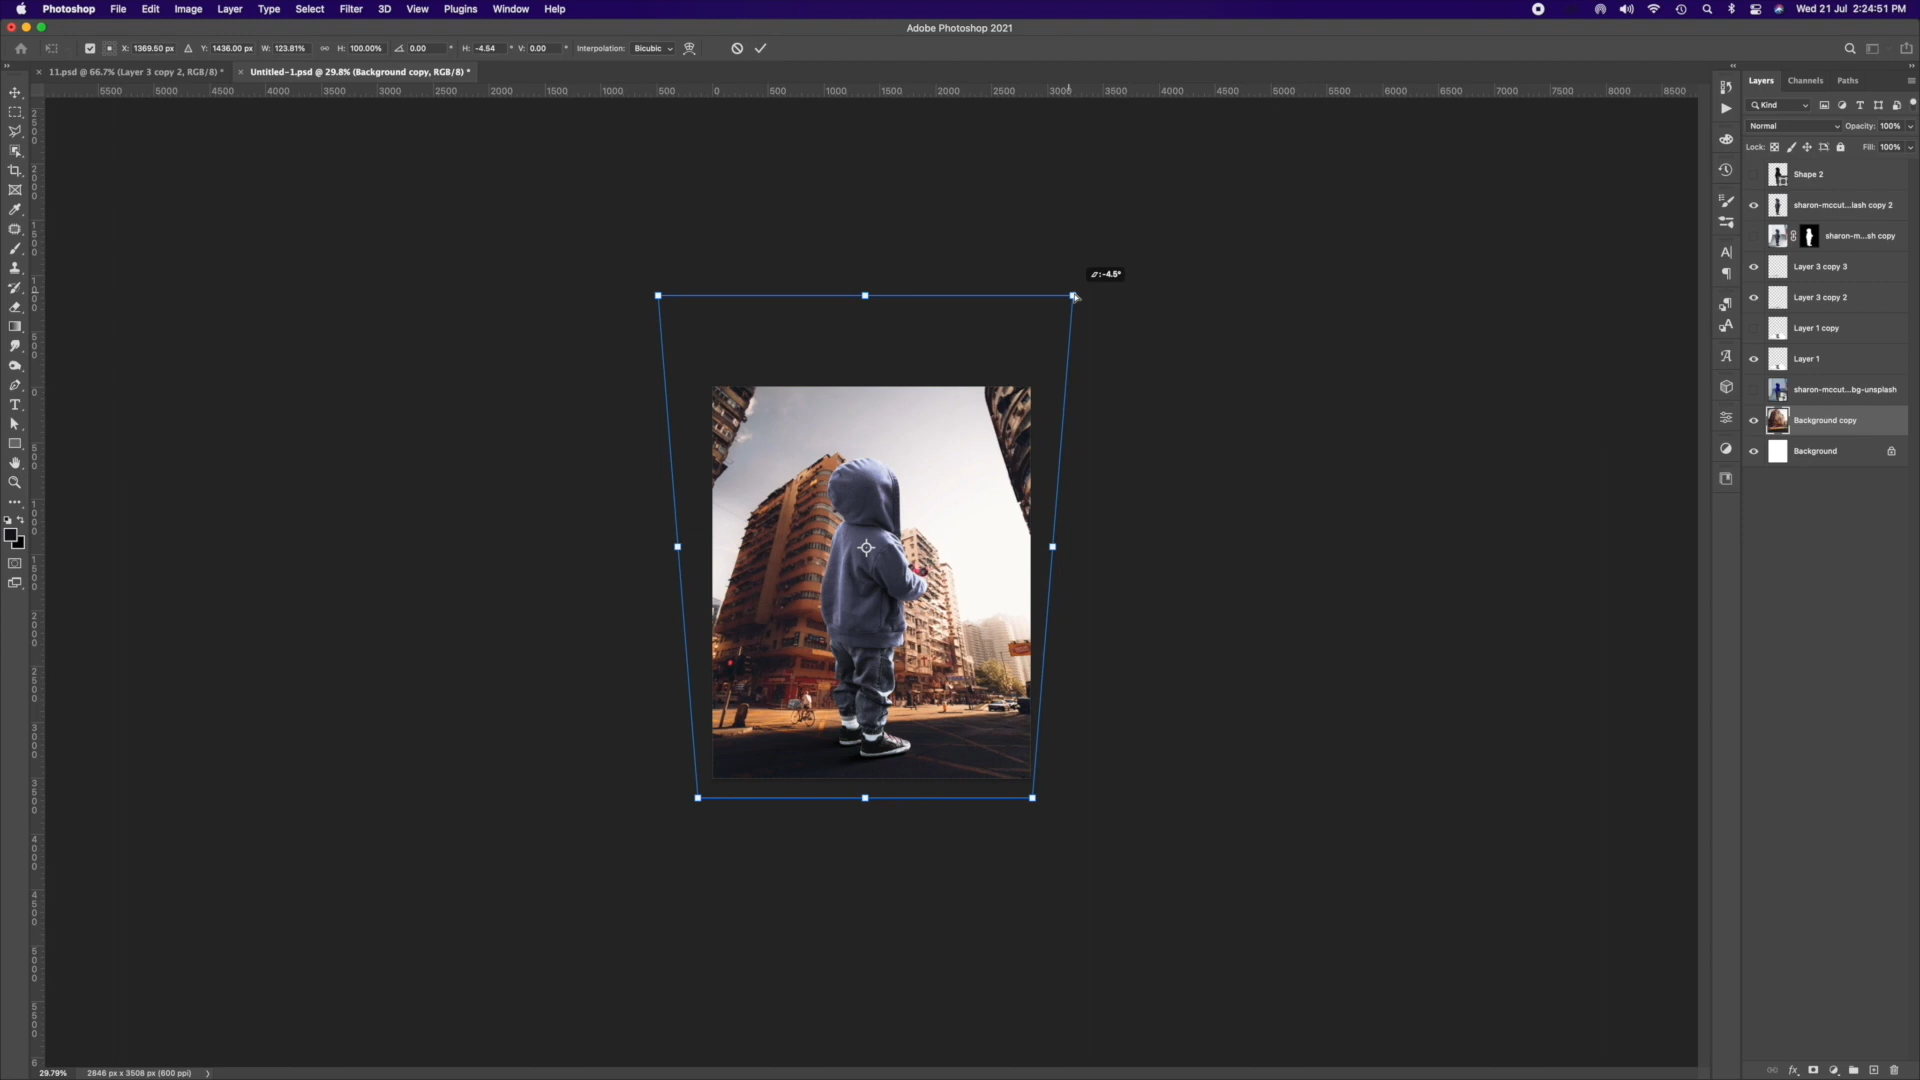 Photoshop File Edit Image Layer Type Select Filter 3D View Plugins Window Help Wed 21 Jul 2:24:51 PM
Adobe Photoshop 2021
X: 1369.50 px Y: 1436.00 px W: 123.81% H: 100.00% 0.00 ° H: -4.54 ° V: 0.00 ° Interpolation: Bicubic
× 11.psd @ 66.7% (Layer 3 copy 2, RGB/8) * × Untitled-1.psd @ 29.8% (Background copy, RGB/8) *
Layers Channels Paths
5500 5000 4500 4000 3500 3000 2500 2000 1500 1000 500 0 500 1000 1500 2000 2500 3000 3500 4000 4500 5000 5500 6000 6500 7000 7500 8000 8500
Kind
Normal Opacity: 100%
Lock: Fill: 100%
Shape 2
sharon-mccut...lash copy 2
sharon-m...sh copy
Layer 3 copy 3
-4.5°
Layer 3 copy 2
Layer 1 copy
Layer 1
sharon-mccut...bg-unsplash
Background copy
Background
29.79% 2846 px x 3508 px (600 ppi)